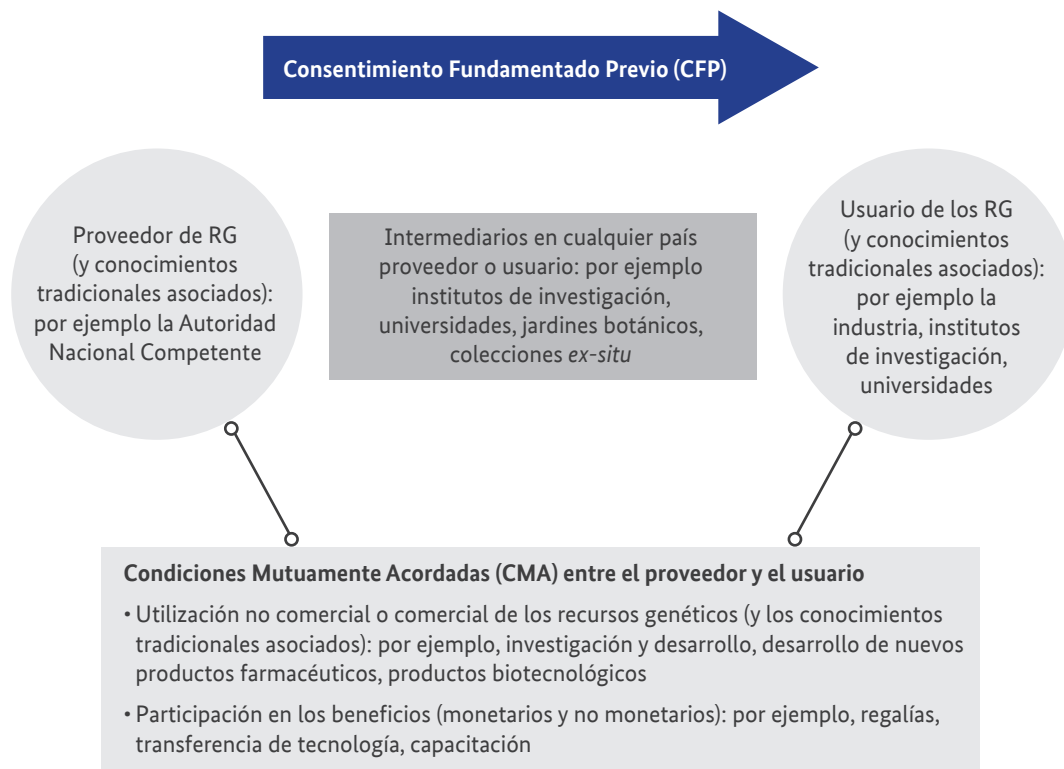 Consentimiento Fundamentado Previo (CFP)
Proveedor de RG
(y conocimientos
tradicionales asociados):
por ejemplo la Autoridad
Nacional Competente
Intermediarios en cualquier país
proveedor o usuario: por ejemplo
institutos de investigación,
universidades, jardines botánicos,
colecciones ex-situ
Usuario de los RG
(y conocimientos
tradicionales asociados):
por ejemplo la
industria, institutos
de investigación,
universidades
Condiciones Mutuamente Acordadas (CMA) entre el proveedor y el usuario
• Utilización no comercial o comercial de los recursos genéticos (y los conocimientos
tradicionales asociados): por ejemplo, investigación y desarrollo, desarrollo de nuevos
productos farmacéuticos, productos biotecnológicos
• Participación en los beneficios (monetarios y no monetarios): por ejemplo, regalías,
transferencia de tecnología, capacitación